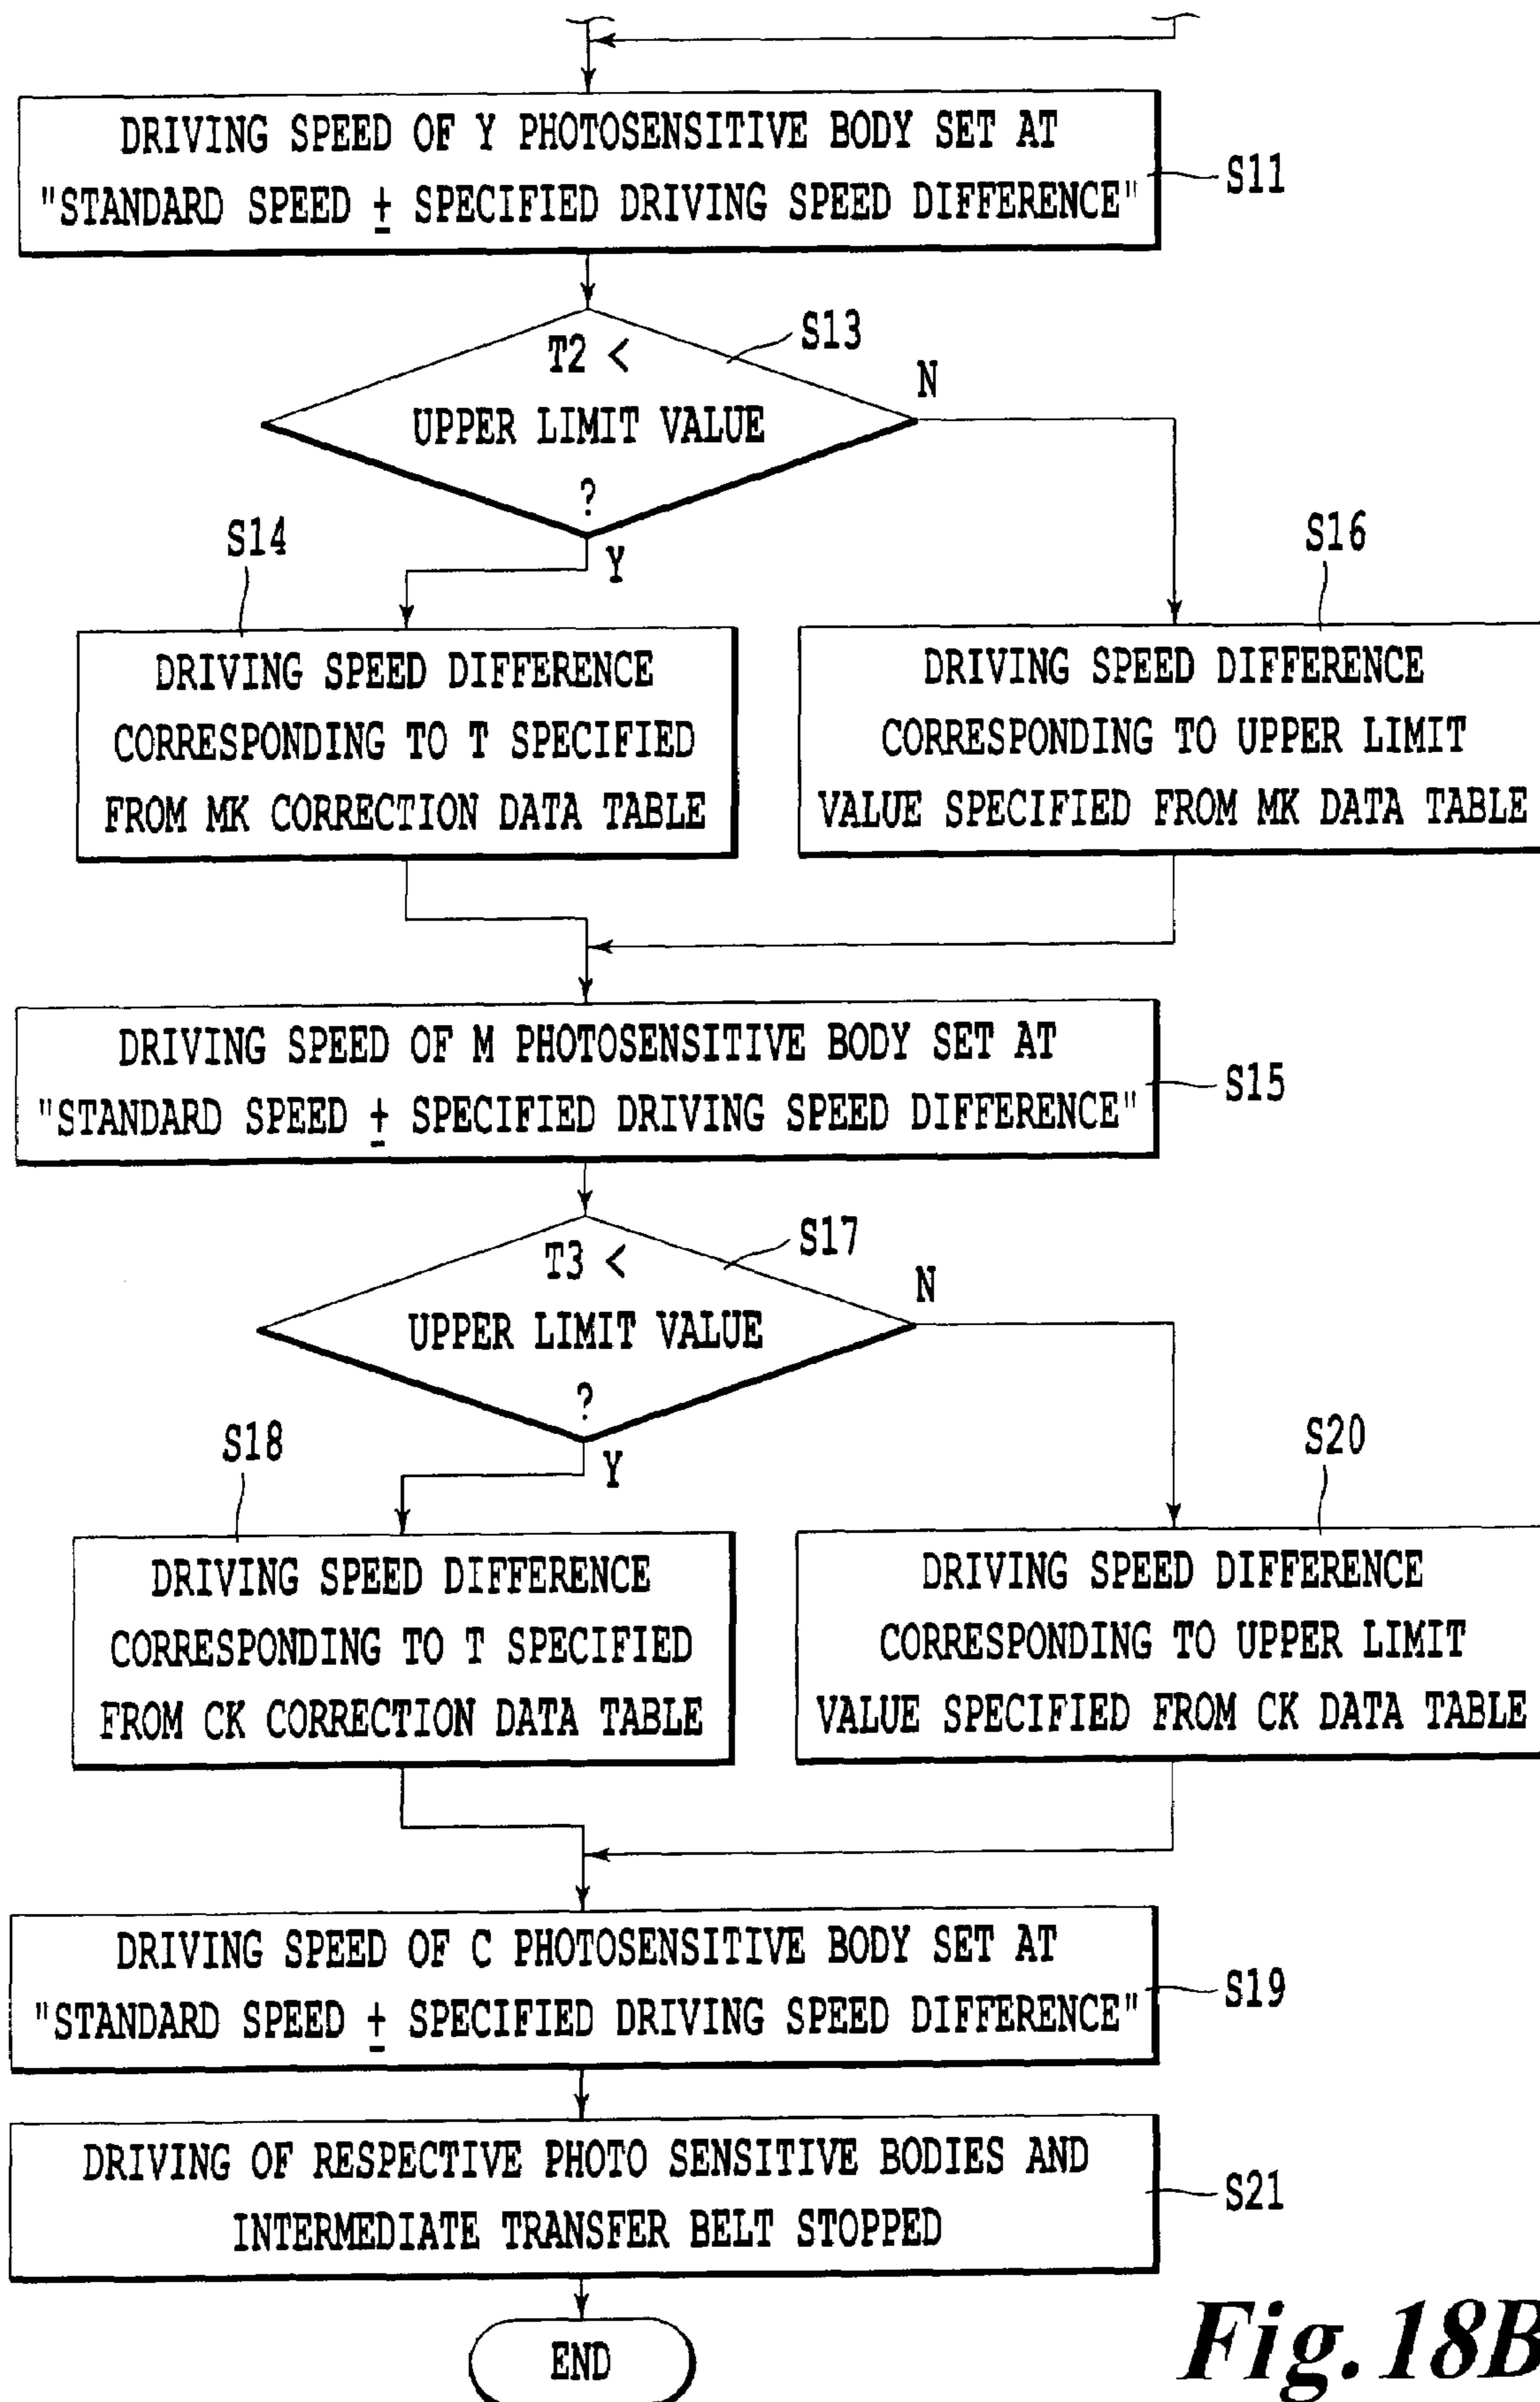 DRIVING SPEED OF Y PHOTOSENSITIVE BODY SET AT
"STANDARD SPEED ± SPECIFIED DRIVING SPEED DIFFERENCE"
S11
T2 <
UPPER LIMIT VALUE
?
S13
N
Y
S14
DRIVING SPEED DIFFERENCE
CORRESPONDING TO T SPECIFIED
FROM MK CORRECTION DATA TABLE
S16
DRIVING SPEED DIFFERENCE
CORRESPONDING TO UPPER LIMIT
VALUE SPECIFIED FROM MK DATA TABLE
DRIVING SPEED OF M PHOTOSENSITIVE BODY SET AT
"STANDARD SPEED ± SPECIFIED DRIVING SPEED DIFFERENCE"
S15
T3 <
UPPER LIMIT VALUE
?
S17
N
Y
S18
DRIVING SPEED DIFFERENCE
CORRESPONDING TO T SPECIFIED
FROM CK CORRECTION DATA TABLE
S20
DRIVING SPEED DIFFERENCE
CORRESPONDING TO UPPER LIMIT
VALUE SPECIFIED FROM CK DATA TABLE
DRIVING SPEED OF C PHOTOSENSITIVE BODY SET AT
"STANDARD SPEED ± SPECIFIED DRIVING SPEED DIFFERENCE"
S19
DRIVING OF RESPECTIVE PHOTO SENSITIVE BODIES AND
INTERMEDIATE TRANSFER BELT STOPPED
S21
END
Fig. 18B